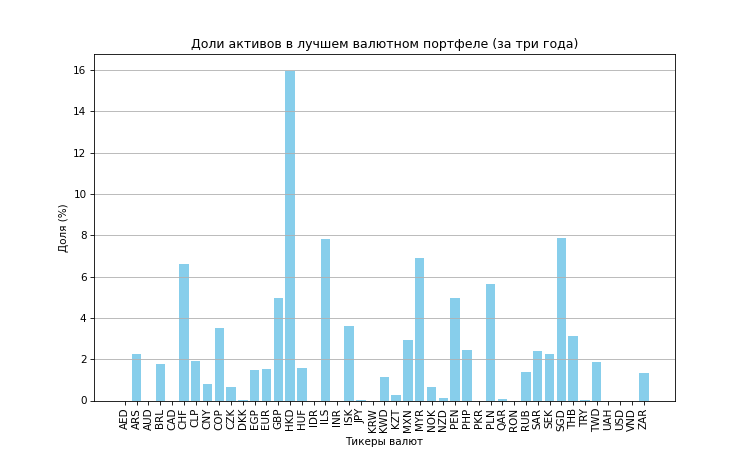 Доли активов в лучшем валютном портфеле (за три года)
Доля (%)
16
14
12
10
8
6
4
2
0
AED ARS AUD BRL CAD CHF CLP CNY COP CZK DKK EGP EUR GBP HKD HUF IDR ILS INR ISK JPY KRW KWD KZT MXN MYR NOK NZD PEN PHP PKR PLN QAR RON RUB SAR SEK SGD THB TRY TWD UAH USD VND ZAR
Тикеры валют